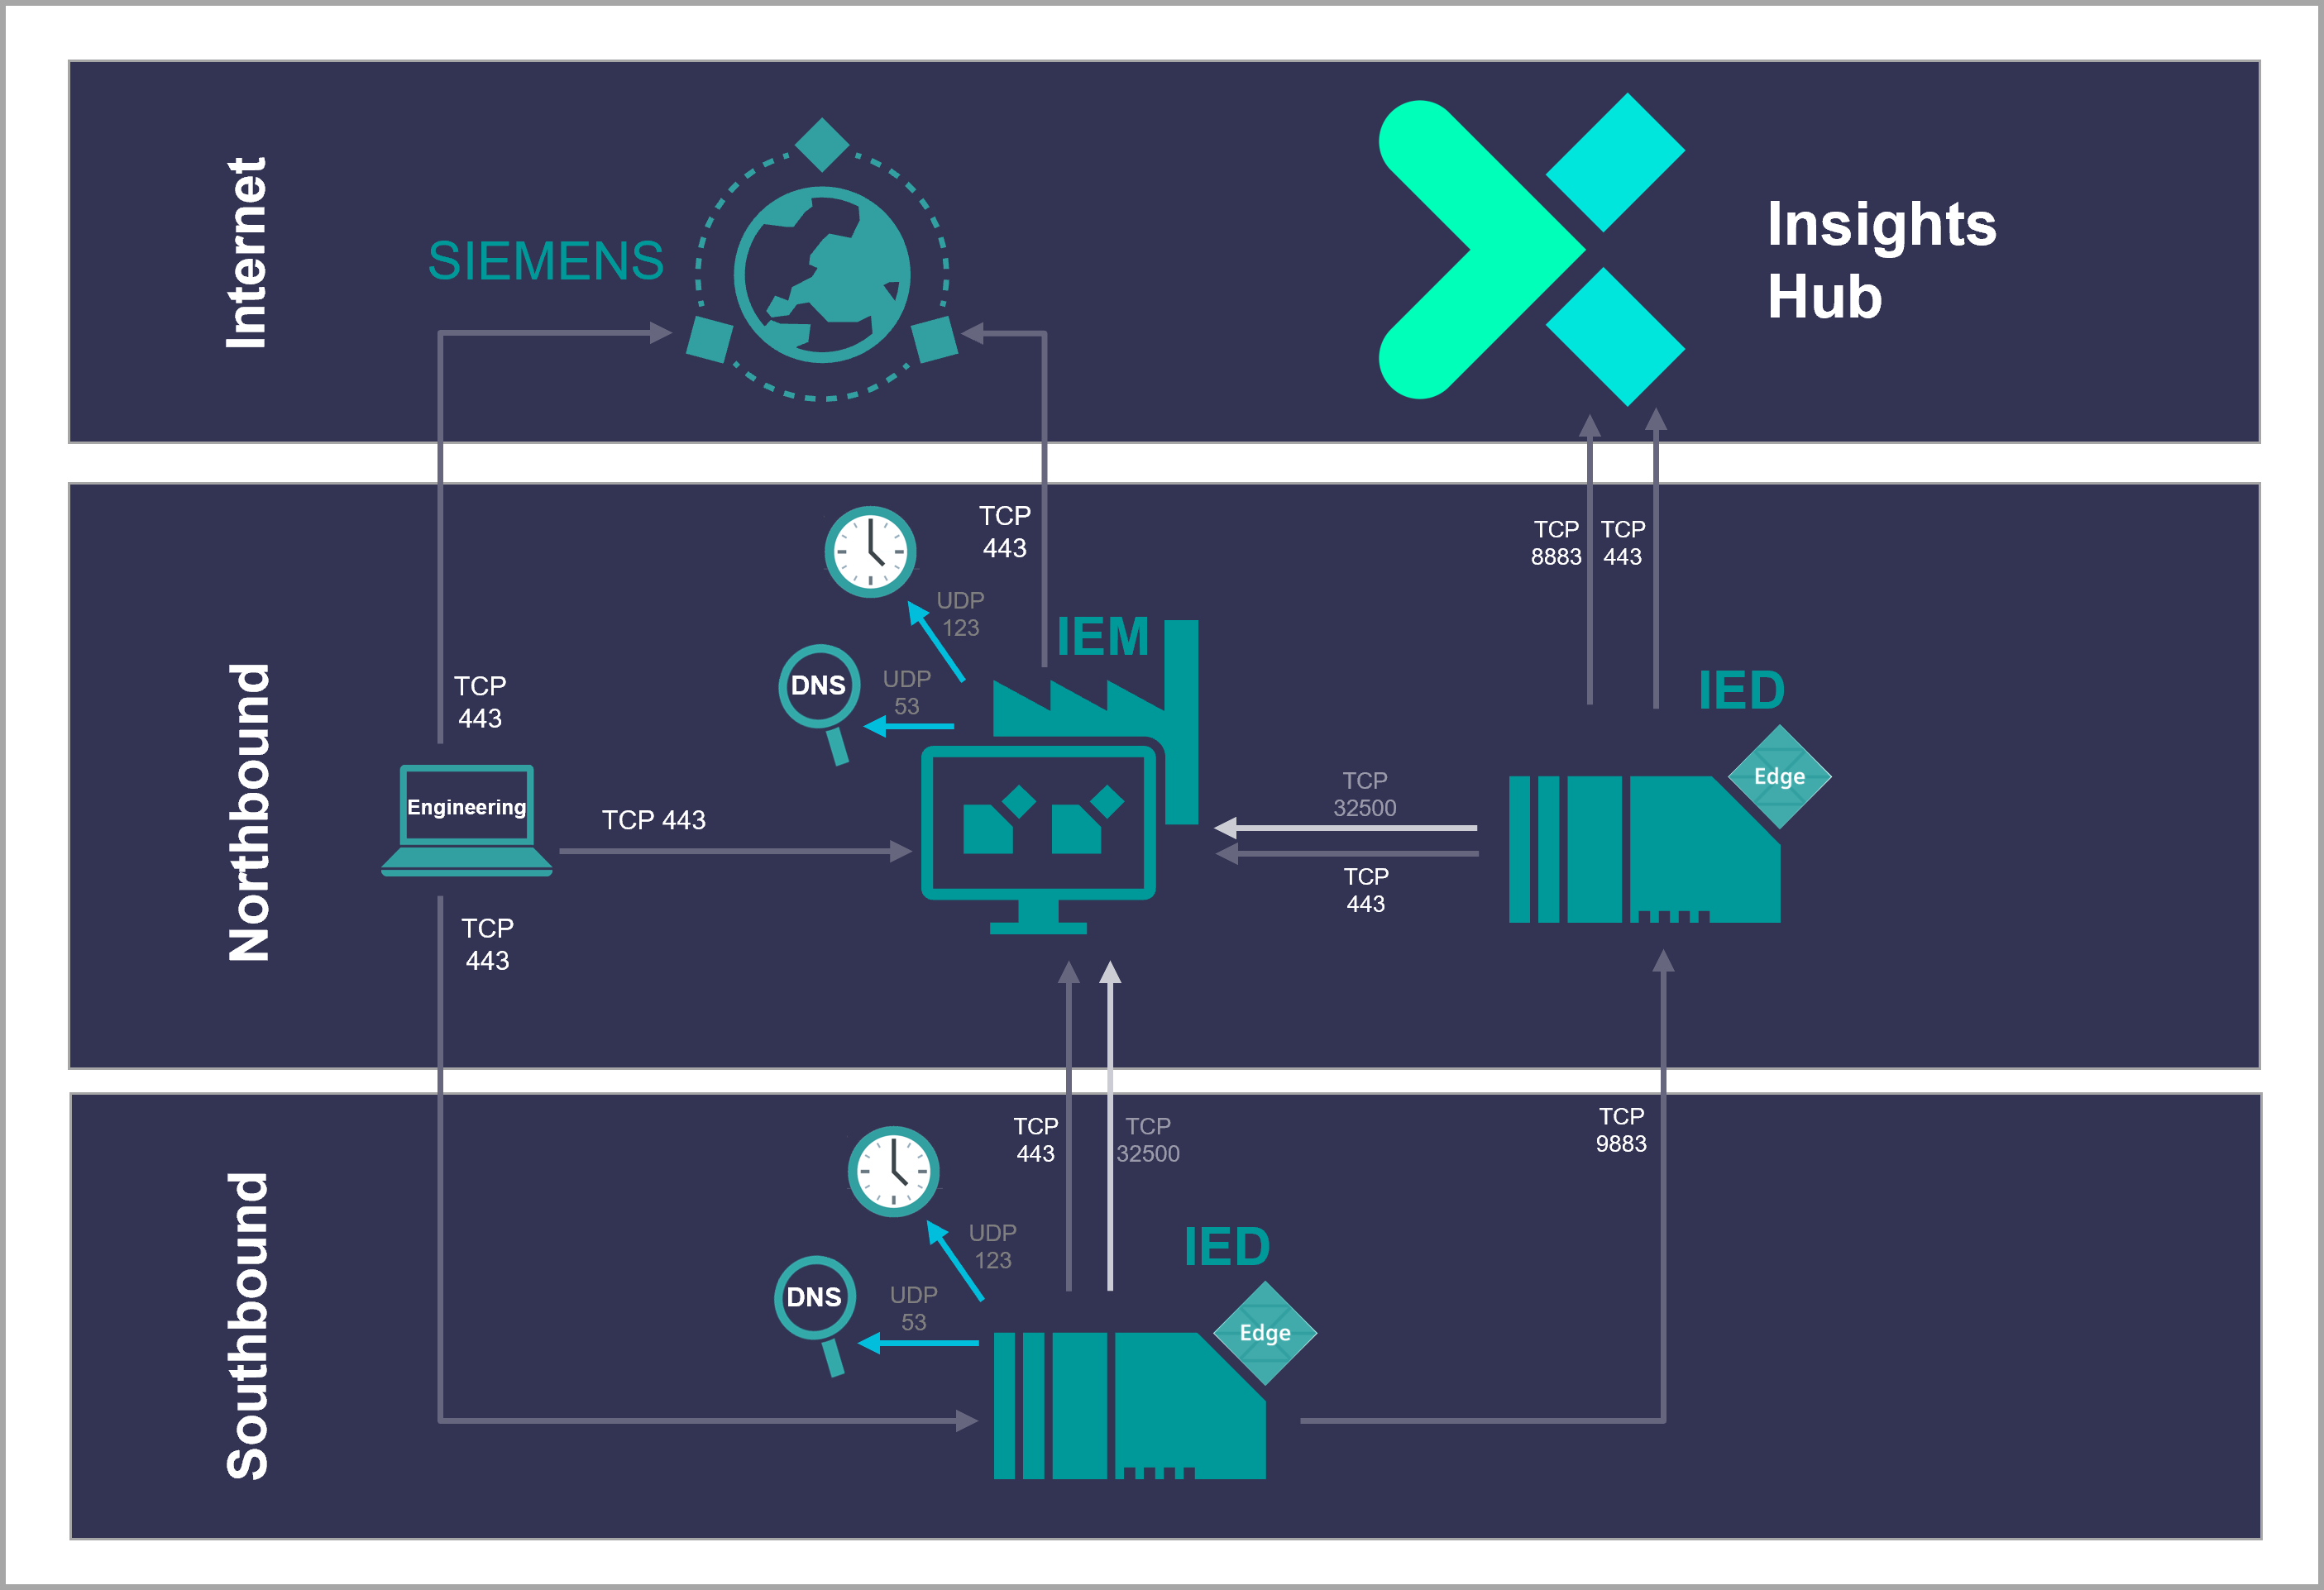 Internet
SIEMENS
Insights
Hub
Northbound
TCP
443
UDP
123
TCP
8883
TCP
443
IEM
DNS
UDP
53
TCP
443
IED
Edge
Engineering
TCP 443
TCP
32500
TCP
443
TCP
443
Southbound
TCP
443
TCP
32500
TCP
9883
UDP
123
IED
DNS
UDP
53
Edge